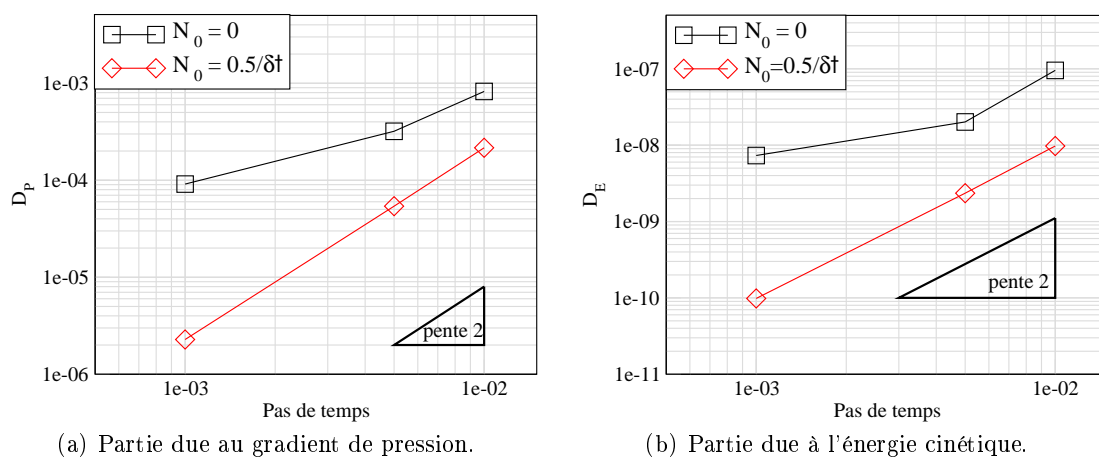 N 0 = 0
N 0 = 0.5/δt
1e-03
1e-04
1e-05
1e-06
D_P
pente 2
1e-03
1e-02
Pas de temps
(a) Partie due au gradient de pression.
N 0 = 0
N 0=0.5/δt
1e-07
1e-08
1e-09
1e-10
1e-11
D_E
pente 2
1e-03
1e-02
Pas de temps
(b) Partie due à l'énergie cinétique.